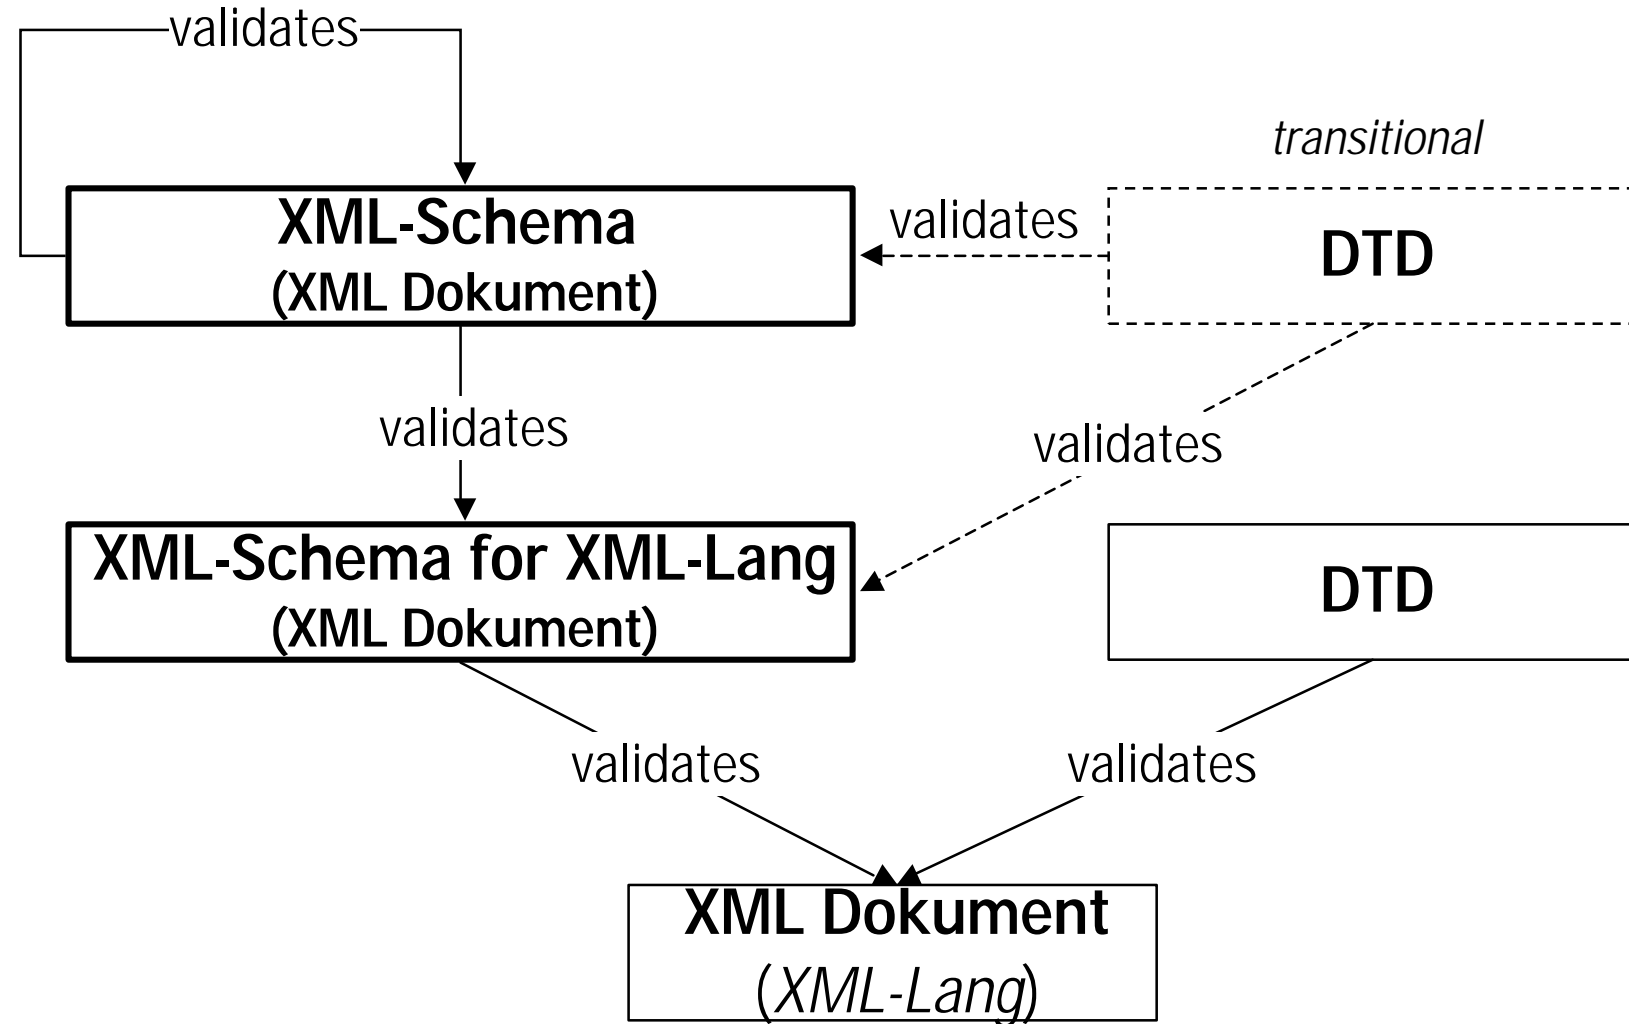 validates
transitional
XML-Schema
(XML Dokument)
validates
DTD
validates
validates
XML-Schema for XML-Lang
(XML Dokument)
DTD
validates
validates
XML Dokument
(XML-Lang)